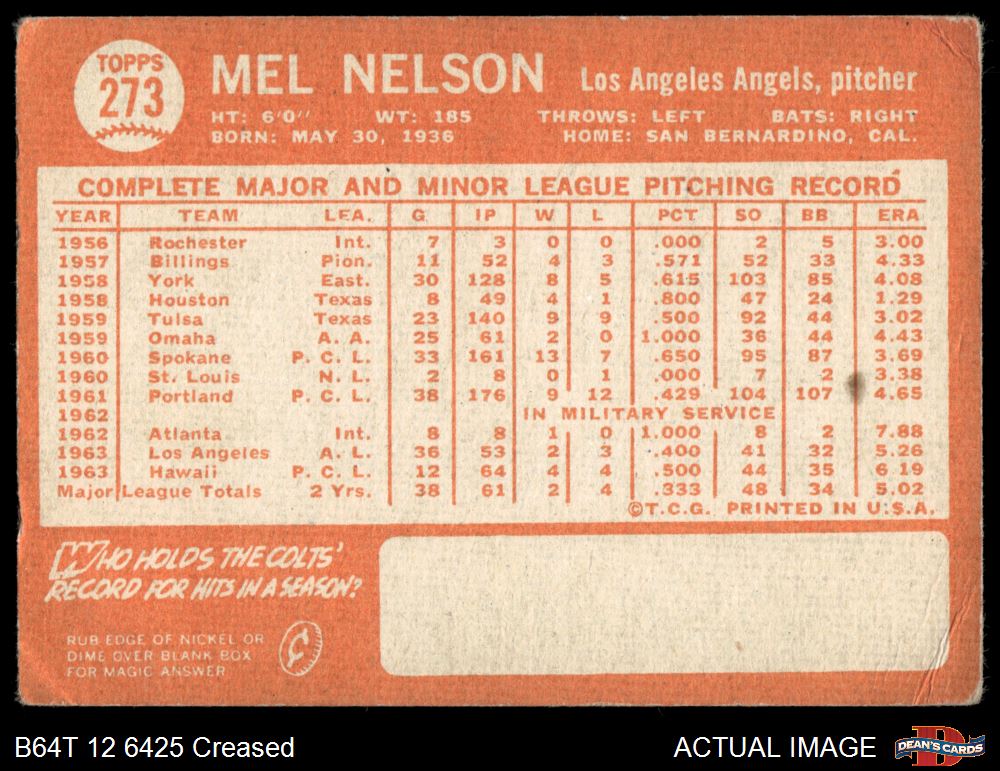 TOPPS
273
MEL NELSON Los Angeles Angels, pitcher
HT: 6'0" WT: 185 THROWS: LEFT BATS: RIGHT
BORN: MAY 30, 1936 HOME: SAN BERNARDINO, CAL.
COMPLETE MAJOR AND MINOR LEAGUE PITCHING RECORD
YEAR TEAM LEA. G IP W L PCT SO BB ERA
1956 Rochester Int. 7 3 0 0 .000 2 5 3.00
1957 Billings Pion. 11 52 4 3 .571 52 33 4.33
1958 York East. 30 128 8 5 .615 103 85 4.08
1958 Houston Texas 8 49 4 1 .800 47 24 1.29
1959 Tulsa Texas 23 140 9 9 .500 92 44 3.02
1959 Omaha A. A. 25 61 2 0 1.000 36 44 4.43
1960 Spokane P. C. L. 33 161 13 7 .650 95 87 3.69
1960 St. Louis N. L. 2 8 0 1 .000 7 2 3.38
1961 Portland P. C. L. 38 176 9 12 .429 104 107 4.65
1962 IN MILITARY SERVICE
1962 Atlanta Int. 8 8 1 0 1.000 8 2 7.88
1963 Los Angeles A. L. 36 53 2 3 .400 41 32 5.26
1963 Hawaii P. C. L. 12 64 4 4 .500 44 35 6.19
Major League Totals 2 Yrs. 38 61 2 4 .333 48 34 5.02
©T.C.G. PRINTED IN U.S.A.
WHO HOLDS THE COLTS'
RECORD FOR HITS IN A SEASON?
RUB EDGE OF NICKEL OR
DIME OVER BLANK BOX
FOR MAGIC ANSWER
¢
B64T 12 6425 Creased ACTUAL IMAGE DEAN'S CARDS